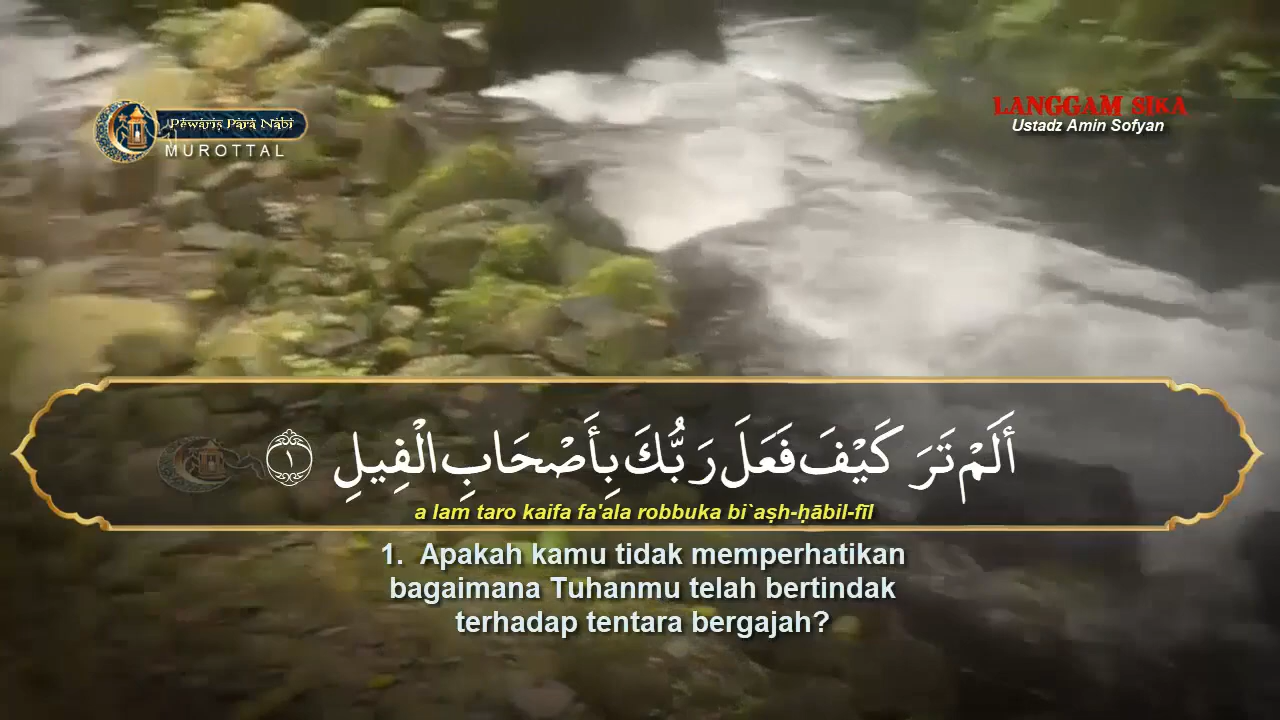 Pewaris Para Nabi
MUROTTAL
LANGGAM SIKA
Ustadz Amin Sofyan
أَلَمْ تَرَ كَيْفَ فَعَلَ رَبُّكَ بِأَصْحَابِ الْفِيلِ ۝١
a lam taro kaifa fa'ala robbuka bi`aṣh-ḥābil-fīl
1. Apakah kamu tidak memperhatikan
bagaimana Tuhanmu telah bertindak
terhadap tentara bergajah?